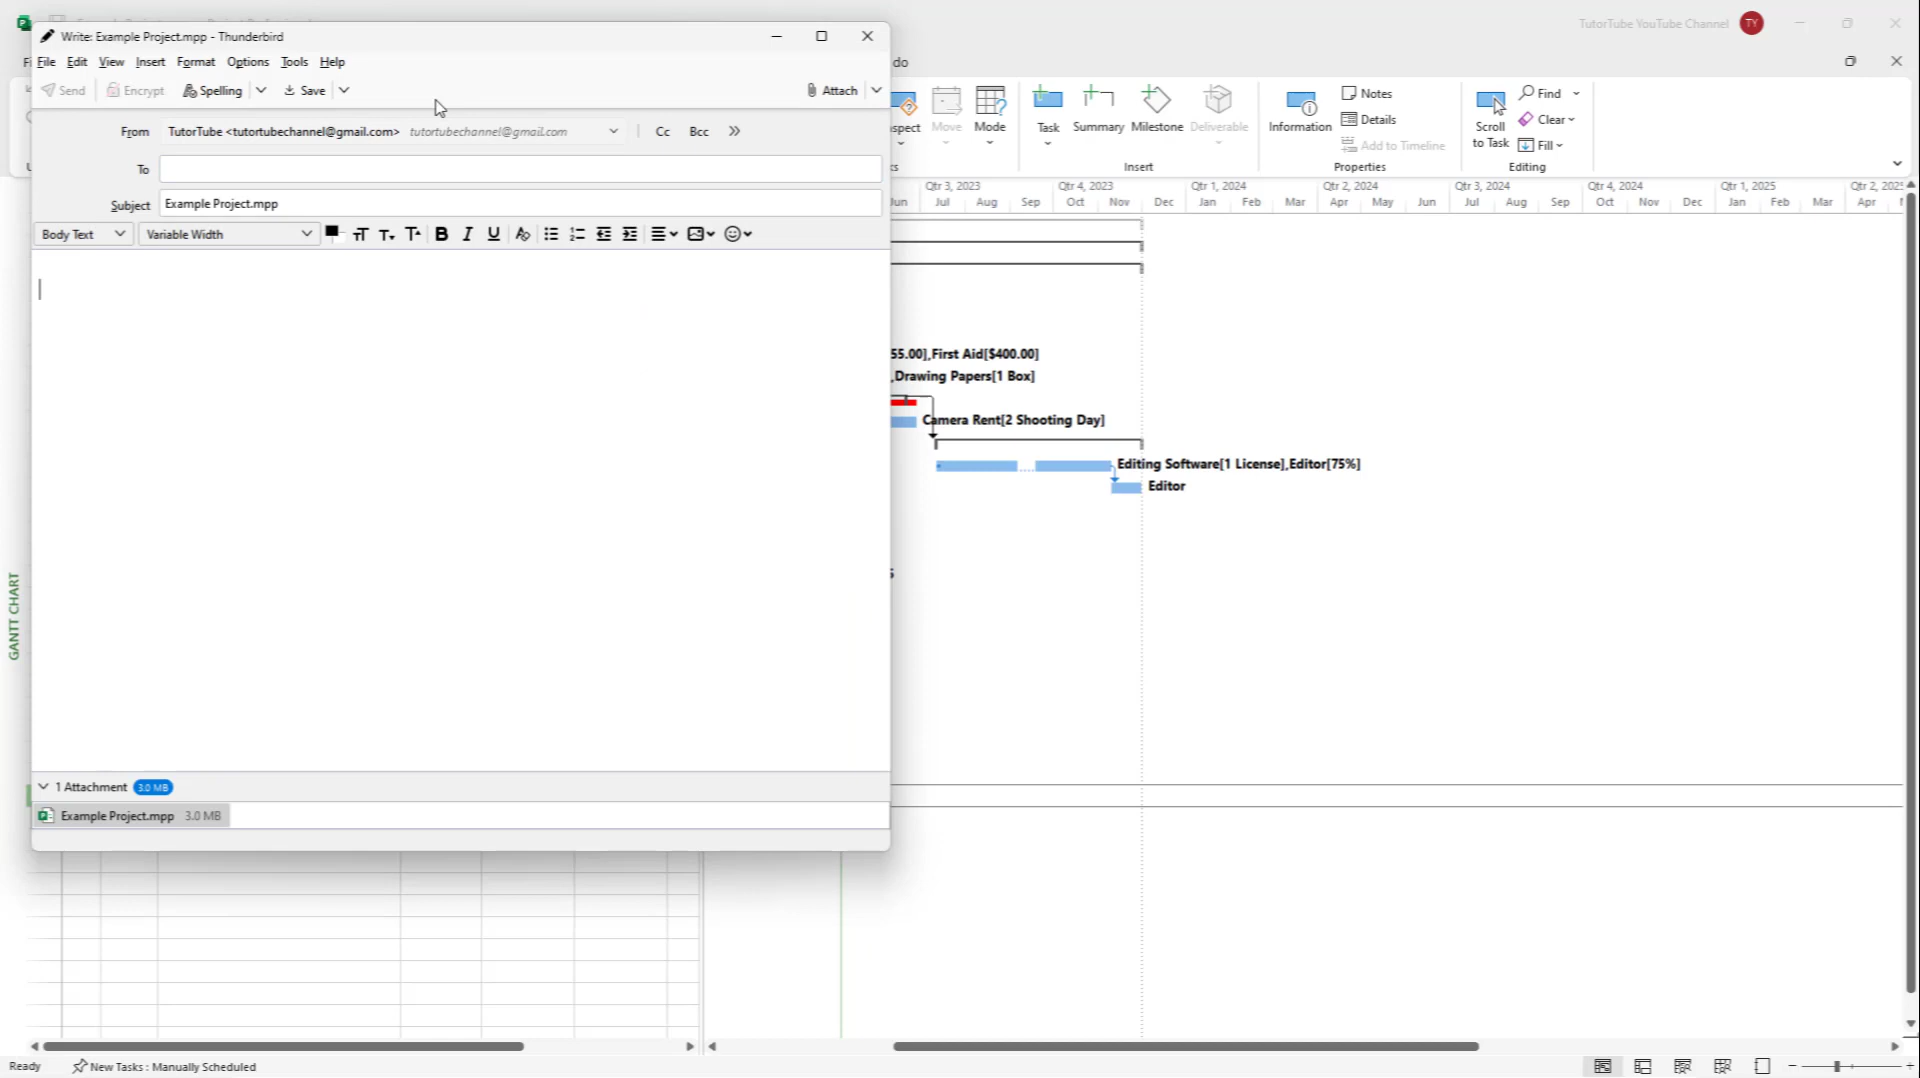 Write: Example Project.mpp - Thunderbird
TutorTube YouTube Channel TY
File Edit View Insert Format Options Tools Help
do
Send Encrypt Spelling Save Attach
From TutorTube <tutortubechannel@gmail.com> tutortubechannel@gmail.com Cc Bcc
To
Subject Example Project.mpp
Body Text Variable Width
spect Move Mode
Task Summary Milestone Deliverable
Insert
Information Notes
Details
Add to Timeline
Properties
Scroll to Task Find
Clear
Fill
Editing
Qtr 3, 2023 Qtr 4, 2023 Qtr 1, 2024 Qtr 2, 2024 Qtr 3, 2024 Qtr 4, 2024 Qtr 1, 2025 Qtr 2, 2025
Jun Jul Aug Sep Oct Nov Dec Jan Feb Mar Apr May Jun Jul Aug Sep Oct Nov Dec Jan Feb Mar Apr
55.00],First Aid[$400.00]
,Drawing Papers[1 Box]
Camera Rent[2 Shooting Day]
Editing Software[1 License],Editor[75%]
Editor
GANTT CHART
1 Attachment 3.0 MB
Example Project.mpp 3.0 MB
Ready New Tasks : Manually Scheduled